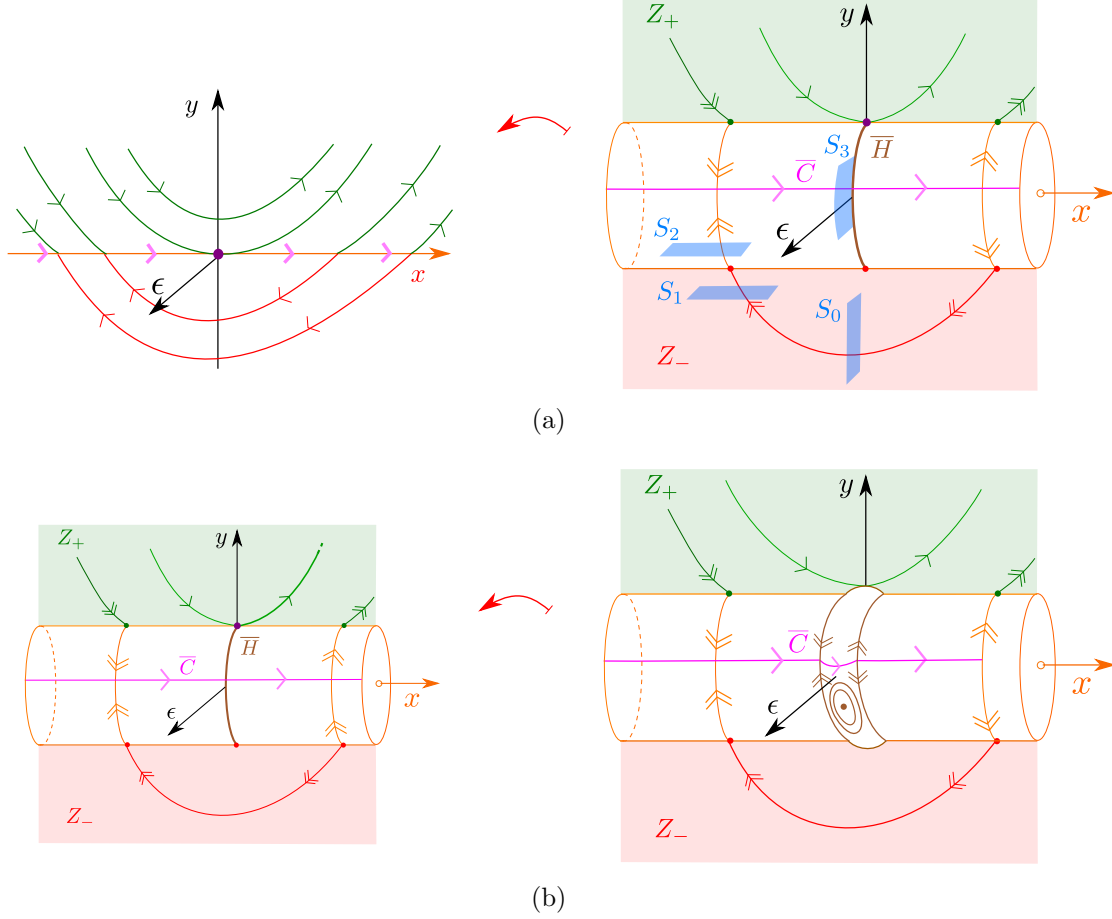 y
x
ϵ
Z₊
y
S₃
H̅
C̅
S₂
S₁
S₀
ϵ
x
Z₋
(a)
Z₊
y
H̅
C̅
ϵ
x
Z₋
Z₊
y
C̅
ϵ
x
Z₋
(b)